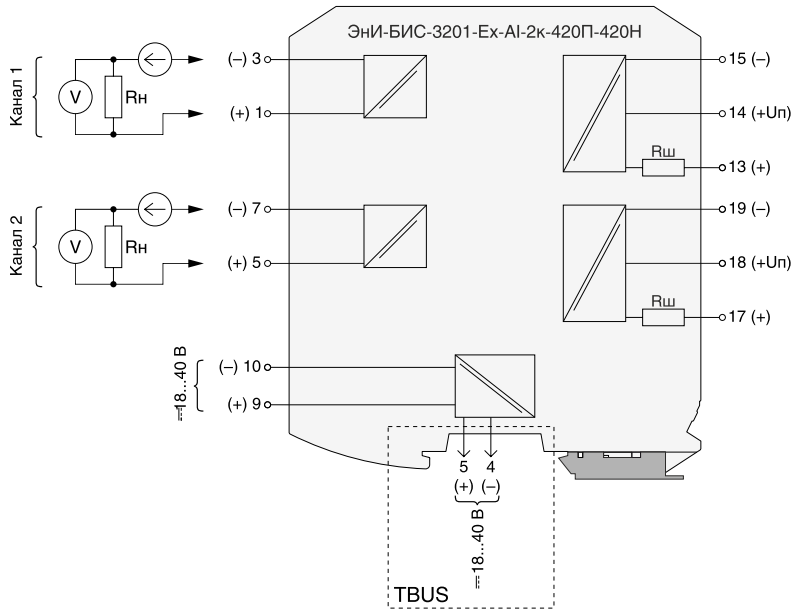 ЭнИ-БИС-3201-Ex-AI-2к-420П-420Н
Канал 1
V
Rн
(–) 3
(+) 1
15 (–)
14 (+Uп)
Rш
13 (+)
Канал 2
V
Rн
(–) 7
(+) 5
19 (–)
18 (+Uп)
Rш
17 (+)
18...40 В
(–) 10
(+) 9
5 4
(+) (–)
18...40 В
TBUS